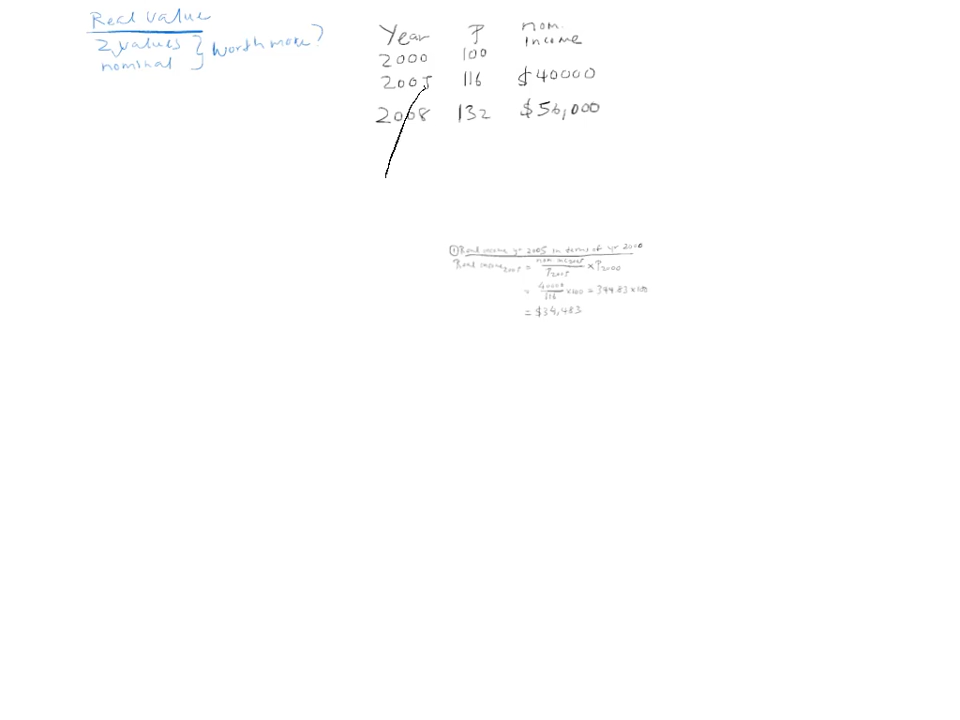 Real value
2 values } worth more?
nominal
Year P nom. income
2000 100
2005 116 $40000
2008 132 $56,000
① Real income yr 2005 in terms of yr 2000
Real income2005 = nom income / P2005 × P2000
= 40000 / 116 × 100 = 344.83 × 100
= $34,483